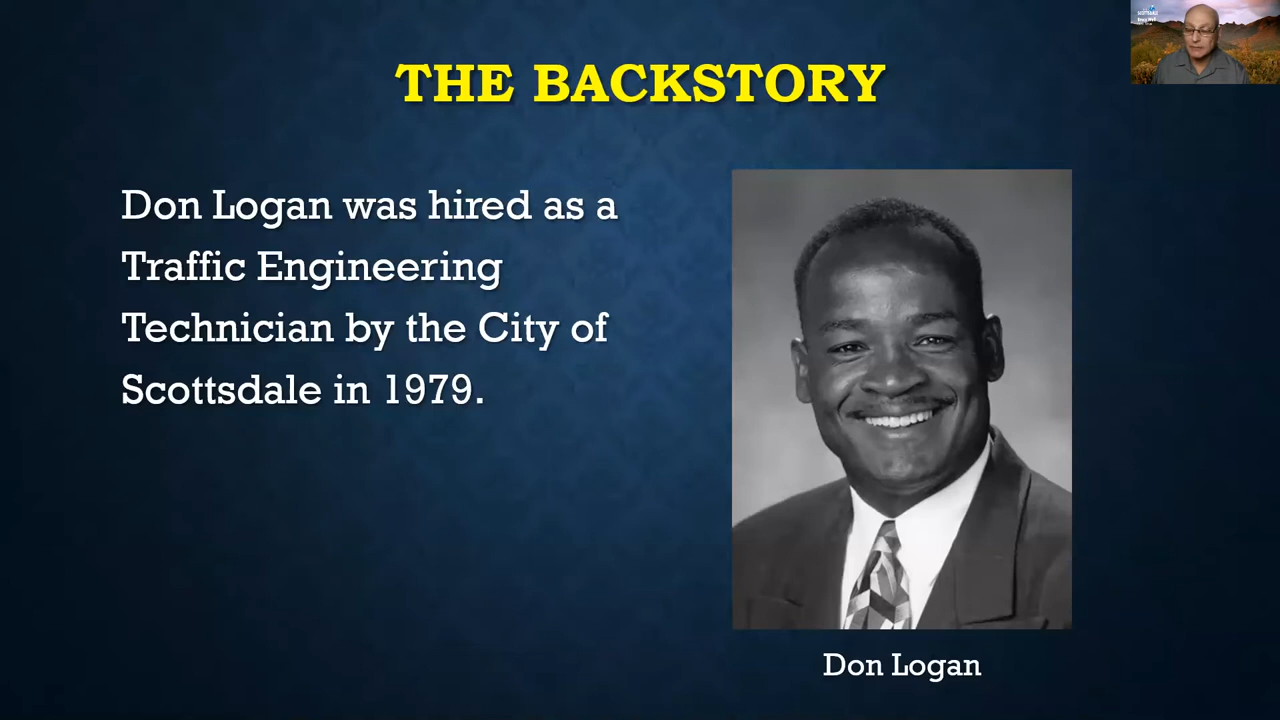 THE BACKSTORY
Don Logan was hired as a
Traffic Engineering
Technician by the City of
Scottsdale in 1979.
Don Logan